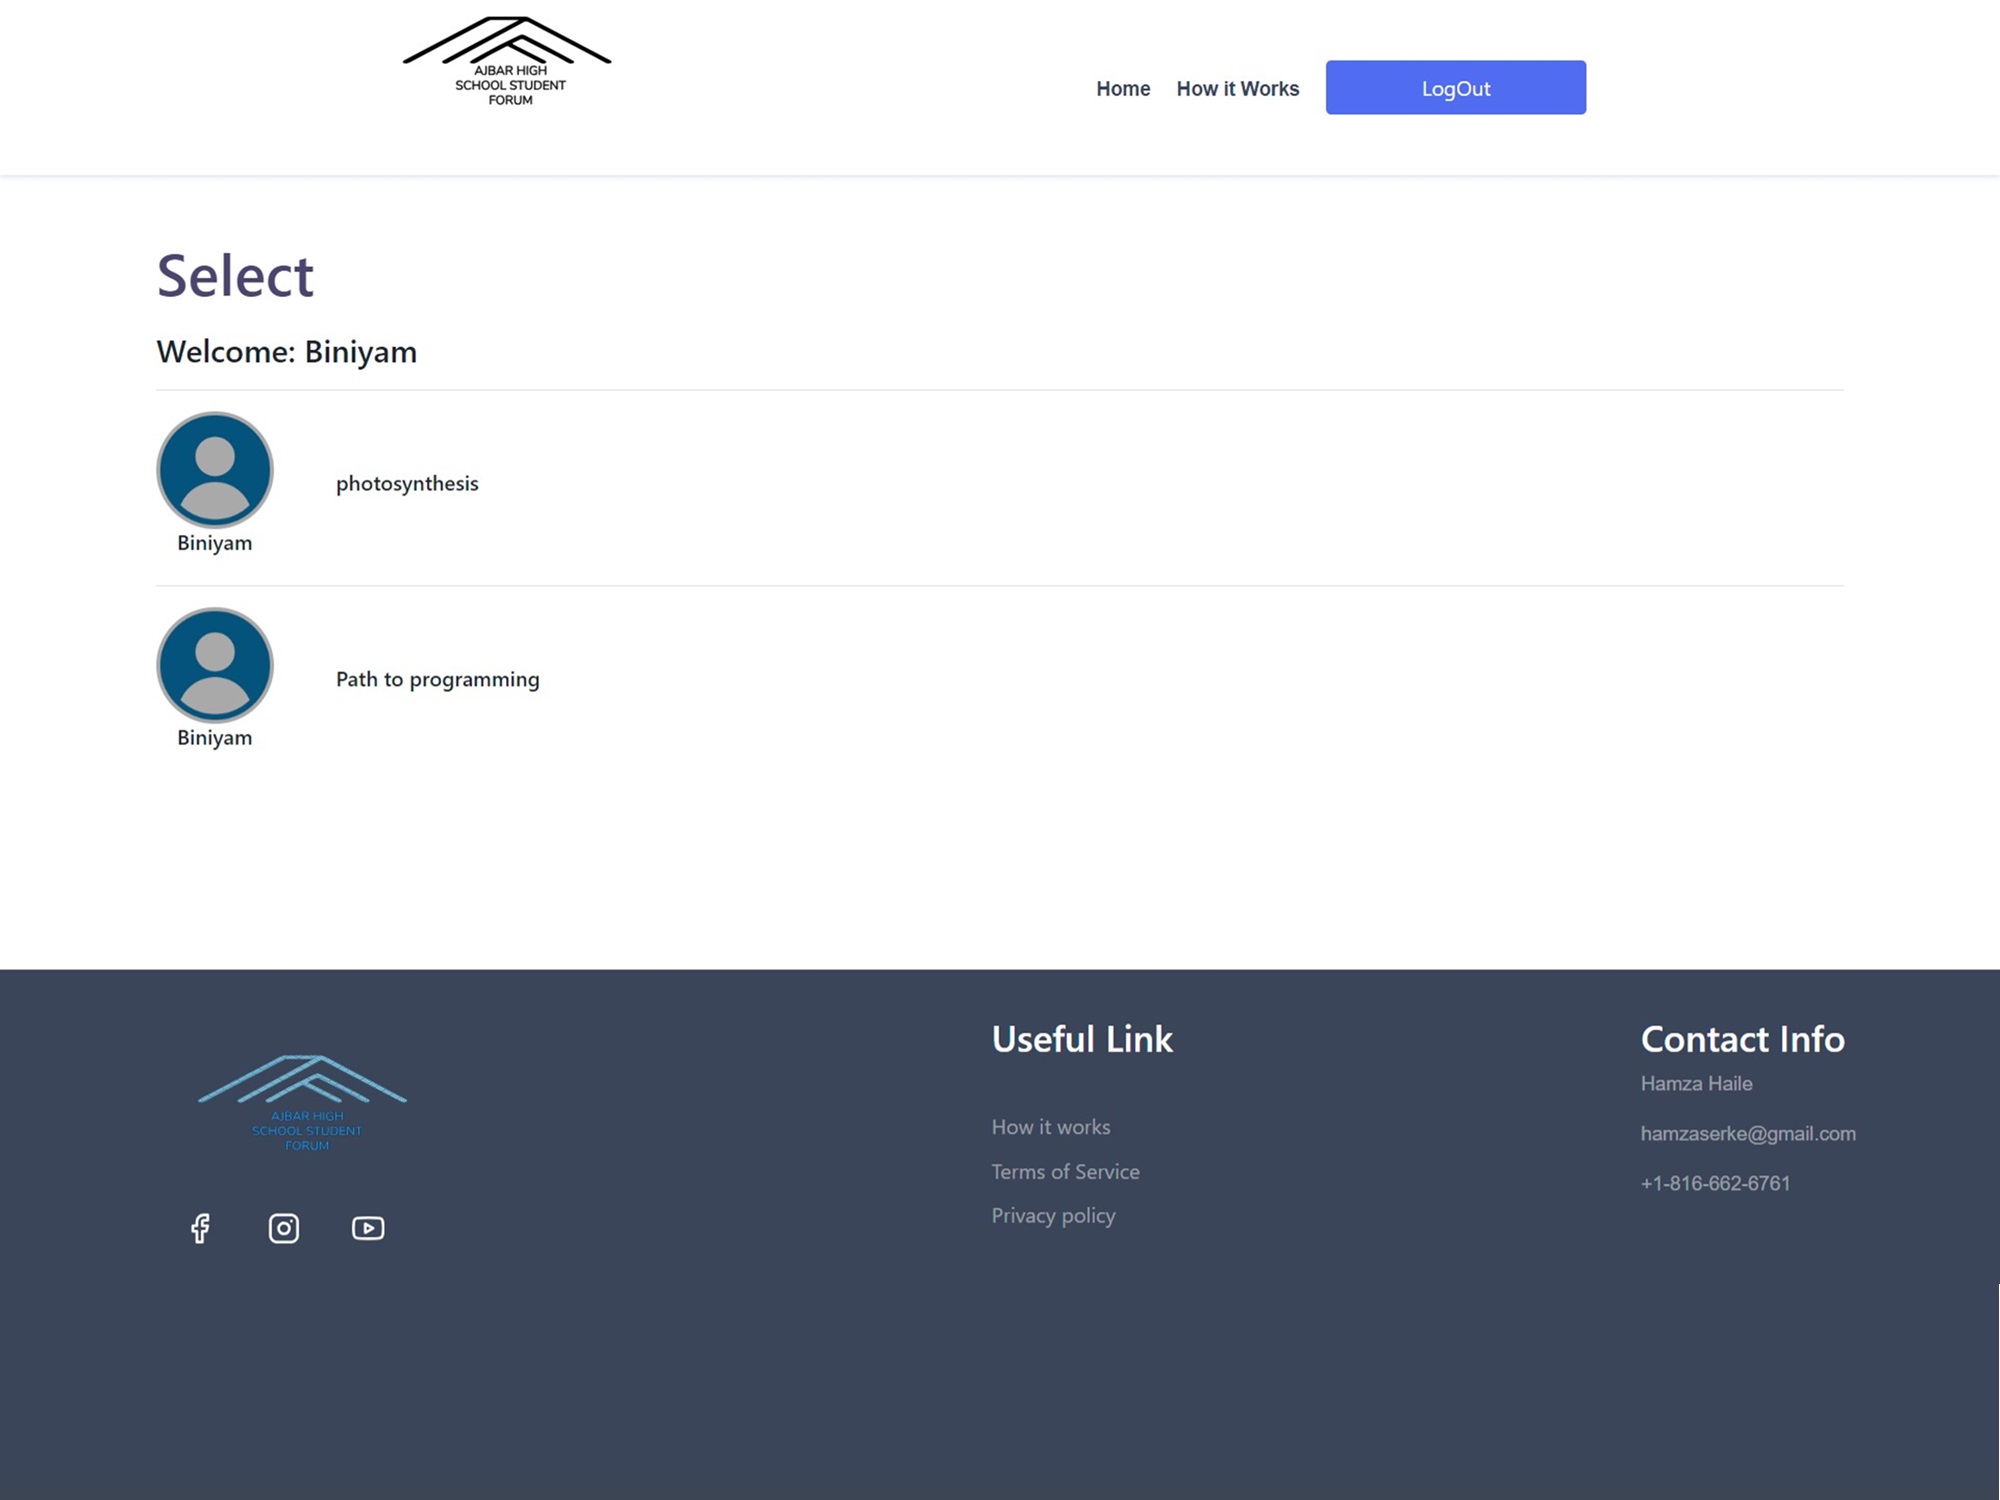 AJBAR HIGH
SCHOOL STUDENT
FORUM
Home
How it Works
LogOut
Select
Welcome: Biniyam
photosynthesis
Biniyam
Path to programming
Biniyam
AJBAR HIGH
SCHOOL STUDENT
FORUM
Useful Link
How it works
Terms of Service
Privacy policy
Contact Info
Hamza Haile
hamzaserke@gmail.com
+1-816-662-6761